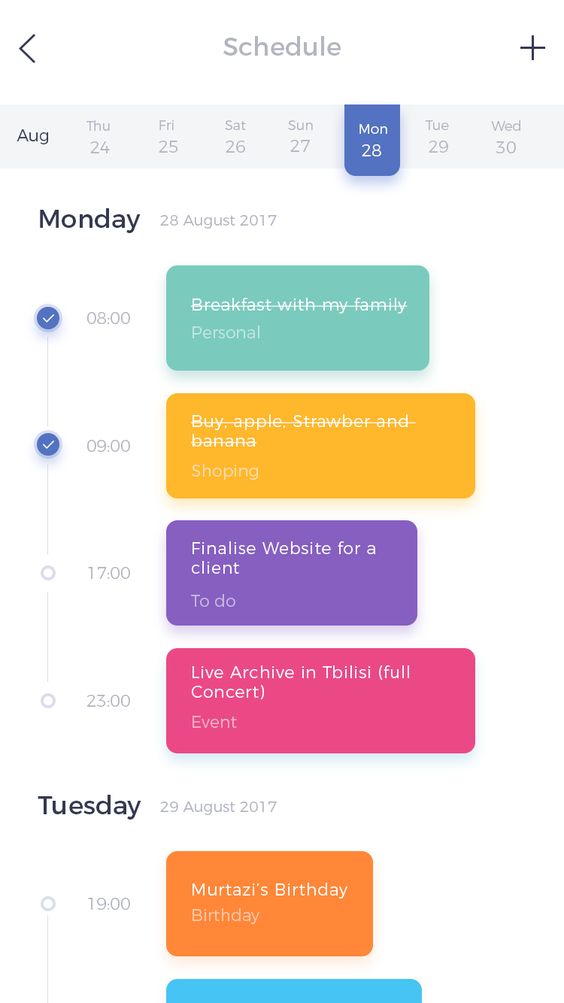 Schedule
Aug
Thu
24
Fri
25
Sat
26
Sun
27
Mon
28
Tue
29
Wed
30
Monday 28 August 2017
08:00
Breakfast with my family
Personal
09:00
Buy, apple, Strawber and
banana
Shoping
17:00
Finalise Website for a
client
To do
23:00
Live Archive in Tbilisi (full
Concert)
Event
Tuesday 29 August 2017
19:00
Murtazi's Birthday
Birthday